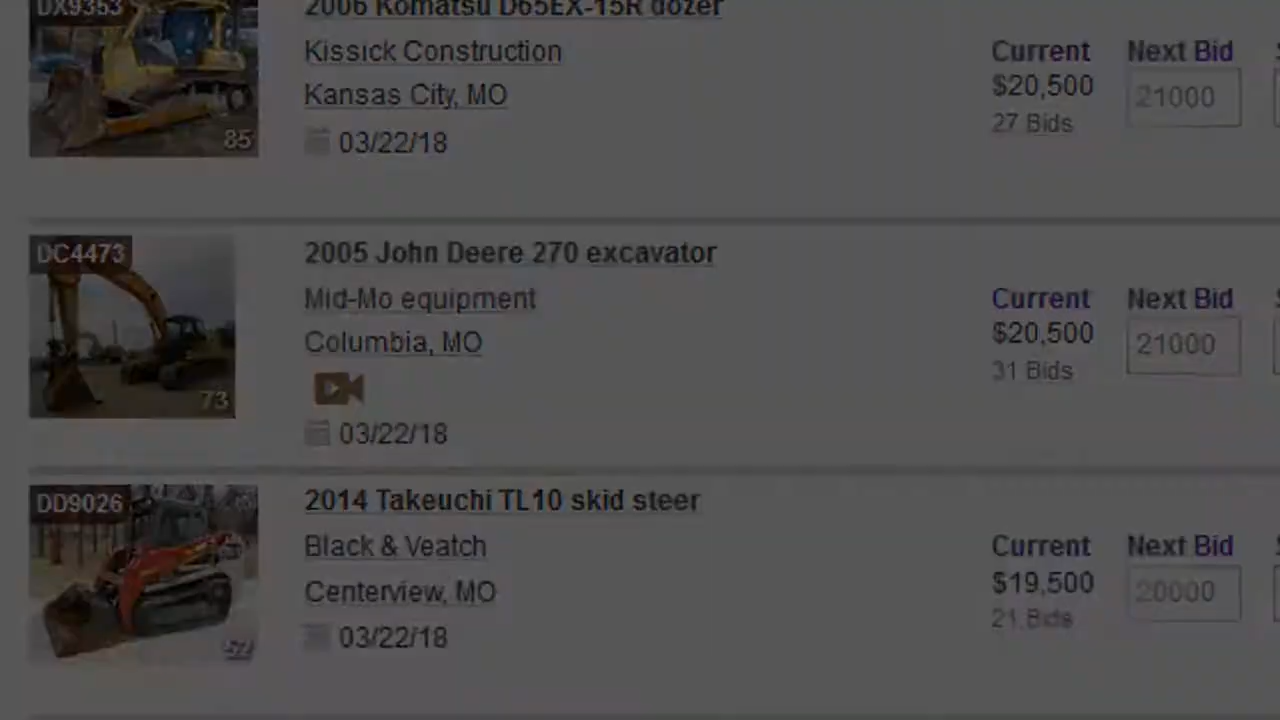 DX9353
2006 Komatsu D65EX-15R dozer
Kissick Construction
Kansas City, MO
03/22/18
85
Current
$20,500
27 Bids
Next Bid
21000
DC4473
2005 John Deere 270 excavator
Mid-Mo equipment
Columbia, MO
03/22/18
73
Current
$20,500
31 Bids
Next Bid
21000
DD9026
2014 Takeuchi TL10 skid steer
Black & Veatch
Centerview, MO
03/22/18
Current
$19,500
21 Bids
Next Bid
20000